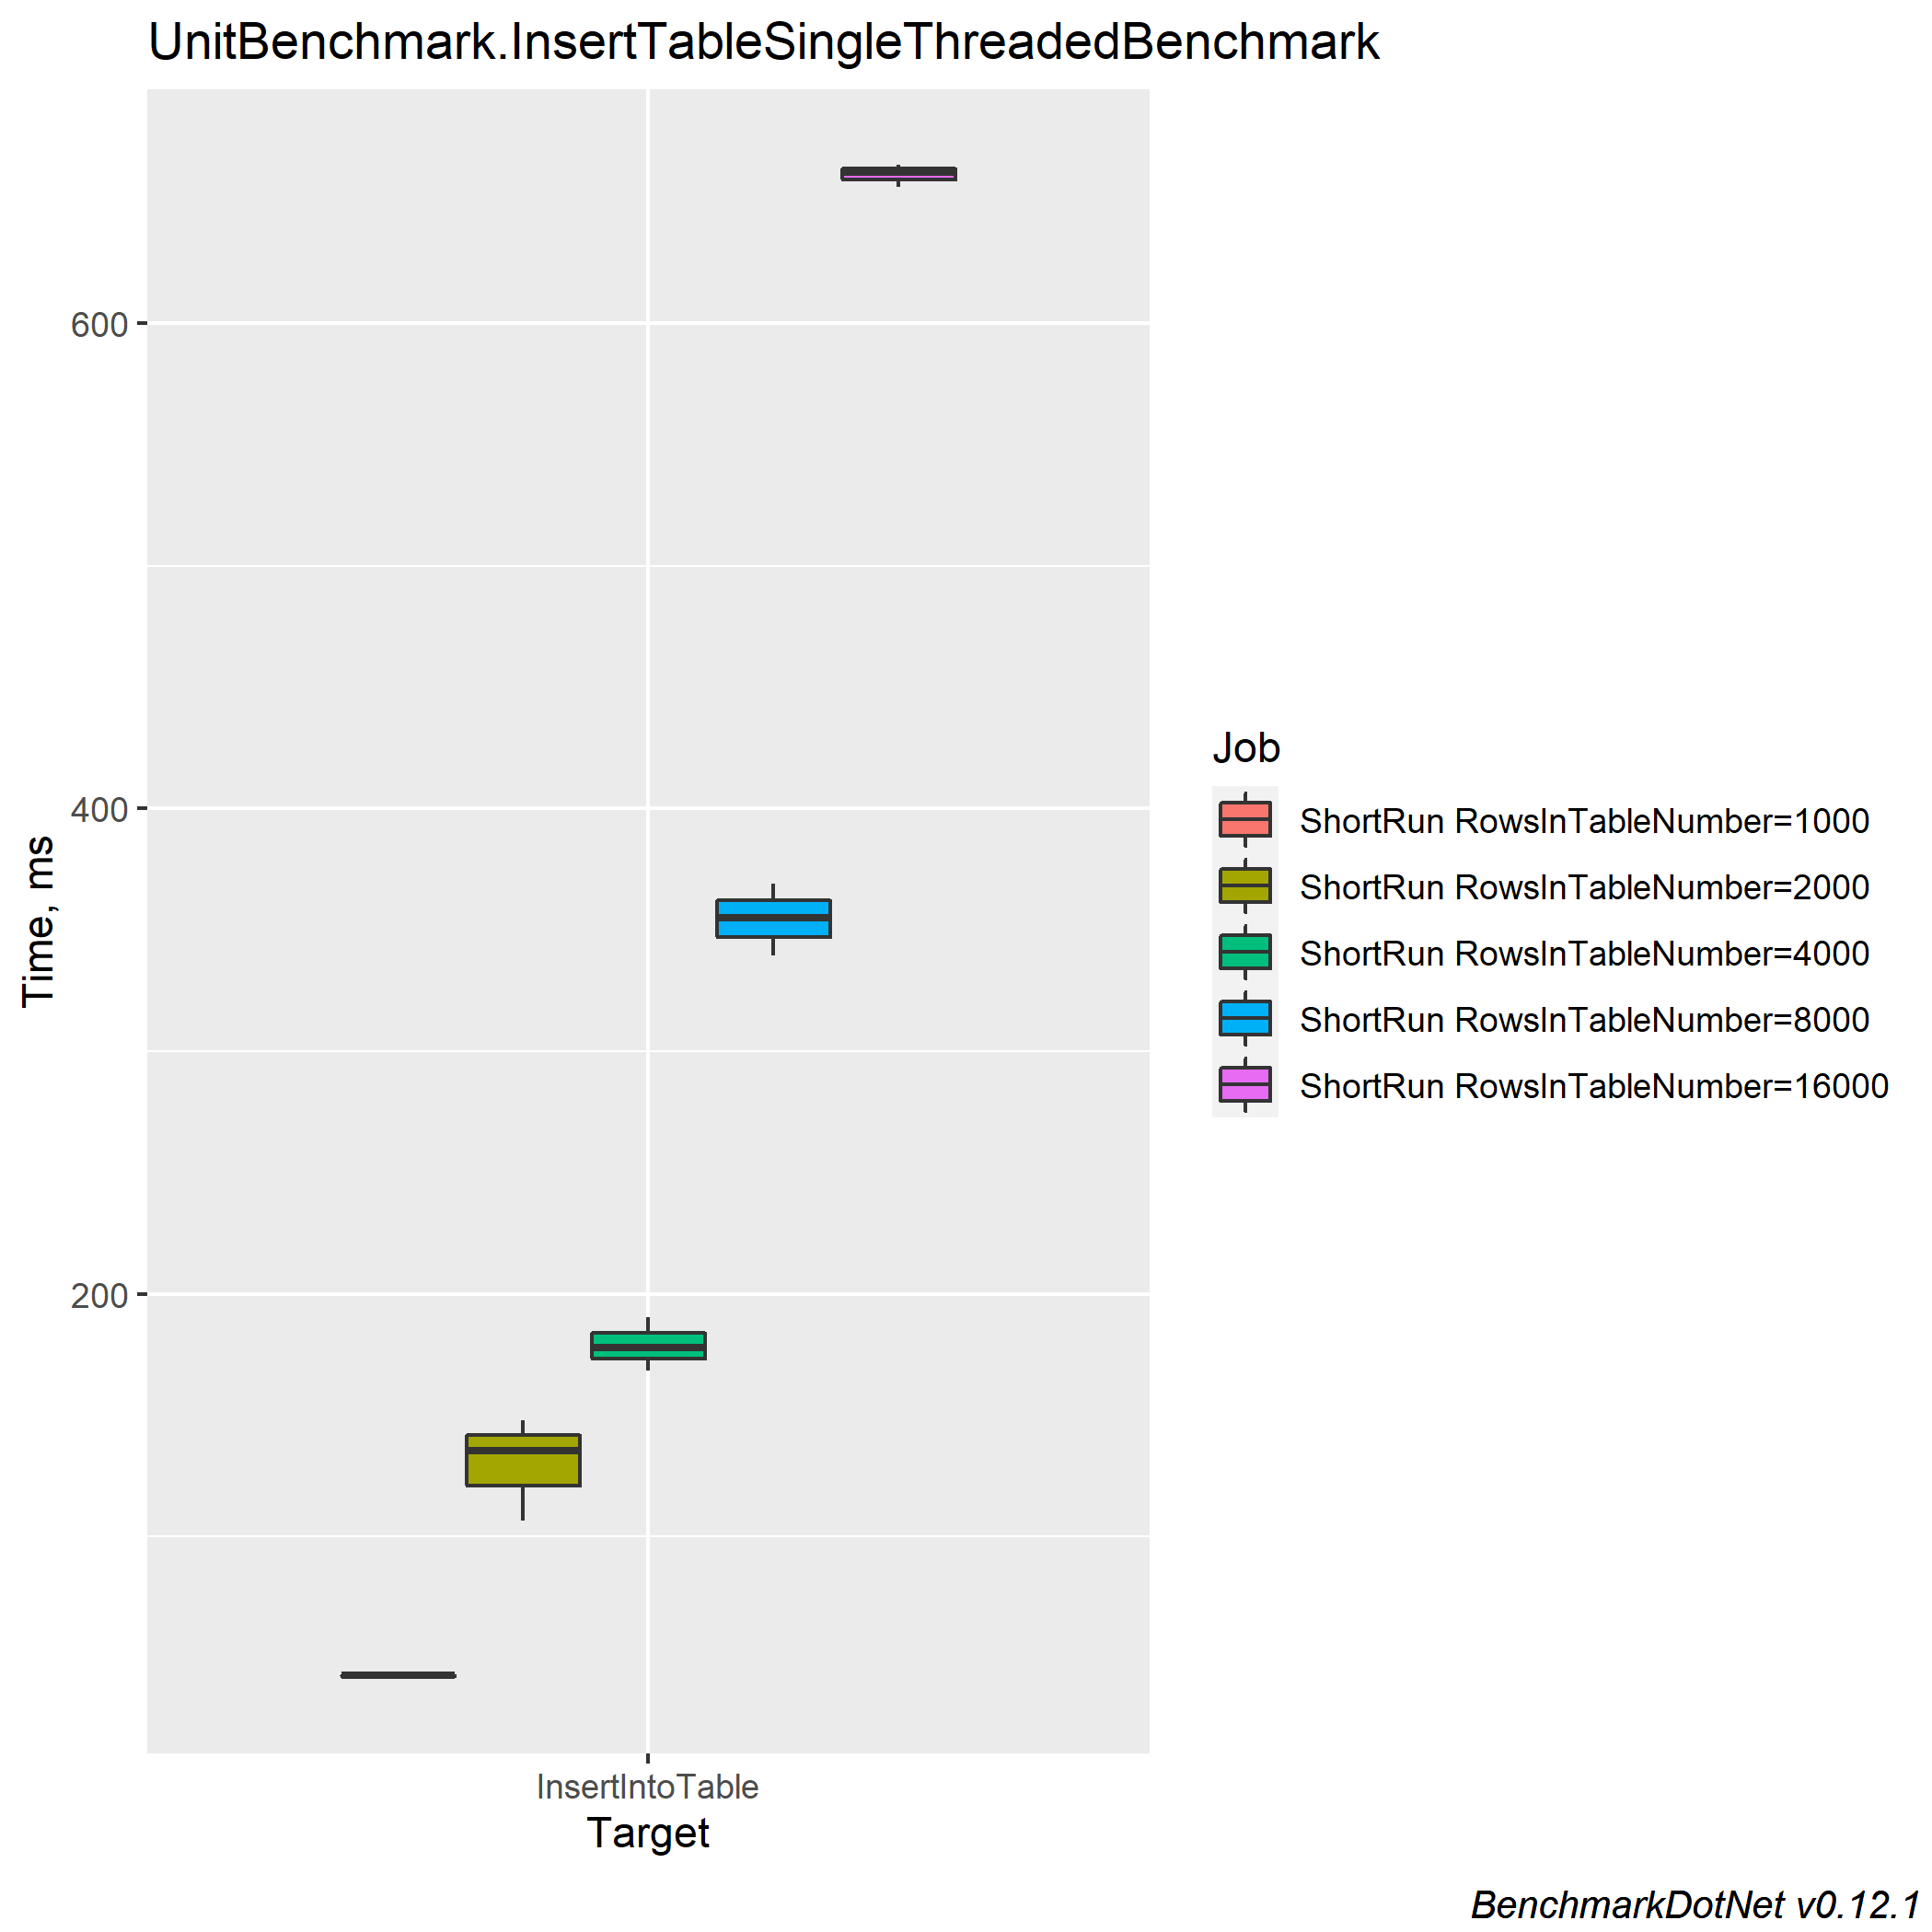 UnitBenchmark.InsertTableSingleThreadedBenchmark
Time, ms
600
400
200
InsertIntoTable
Target
Job
ShortRun RowsInTableNumber=1000
ShortRun RowsInTableNumber=2000
ShortRun RowsInTableNumber=4000
ShortRun RowsInTableNumber=8000
ShortRun RowsInTableNumber=16000
BenchmarkDotNet v0.12.1